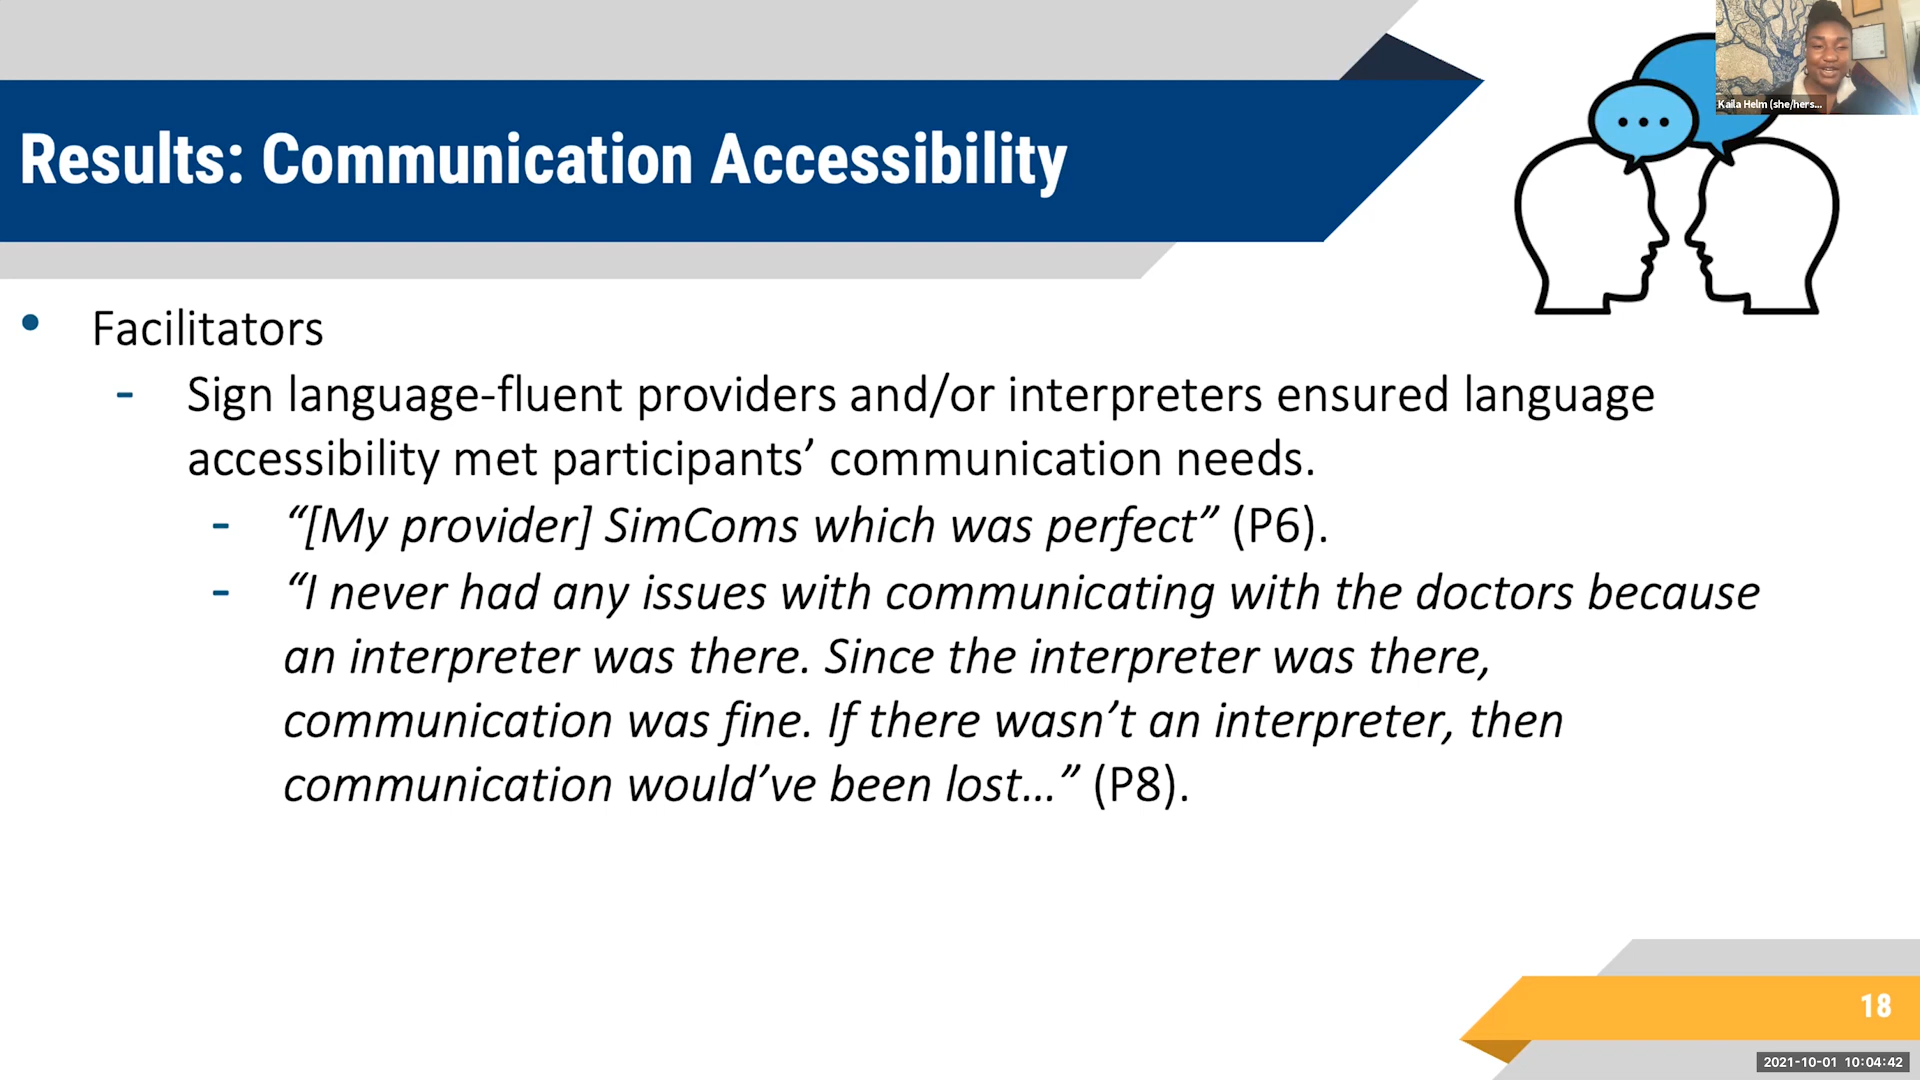 Kaila Helm (she/hers...
Results: Communication Accessibility
• Facilitators
- Sign language-fluent providers and/or interpreters ensured language
accessibility met participants’ communication needs.
- “[My provider] SimComs which was perfect” (P6).
- “I never had any issues with communicating with the doctors because
an interpreter was there. Since the interpreter was there,
communication was fine. If there wasn’t an interpreter, then
communication would’ve been lost…” (P8).
18
2021-10-01 10:04:42